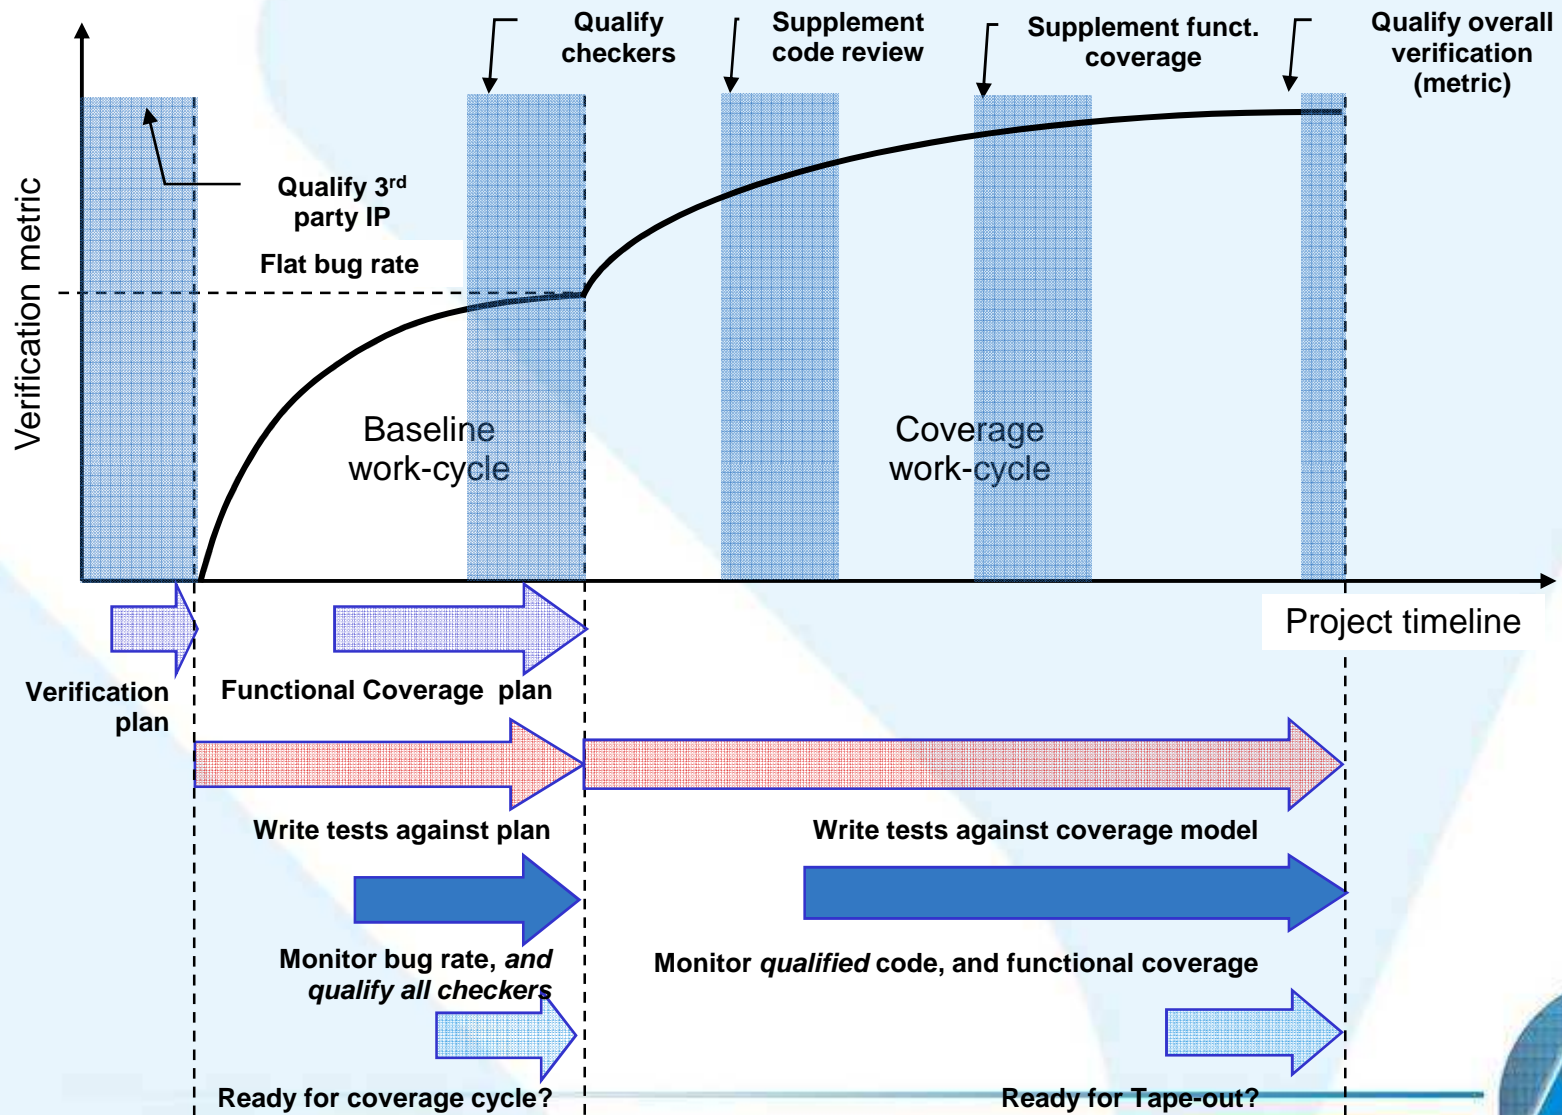 Qualify
checkers
Supplement
code review
Supplement funct.
coverage
Qualify overall
verification
(metric)
Verification metric
Qualify 3rd
party IP
Flat bug rate
Baseline
work-cycle
Coverage
work-cycle
Project timeline
Verification
plan
Functional Coverage plan
Write tests against plan
Write tests against coverage model
Monitor bug rate, and
qualify all checkers
Monitor qualified code, and functional coverage
Ready for coverage cycle?
Ready for Tape-out?